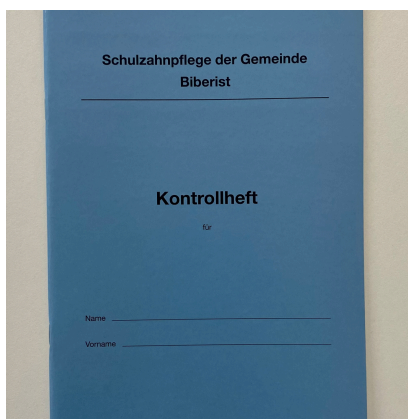 Schulzahnpflege der Gemeinde
Biberist
Kontrollheft
für
Name
Vorname